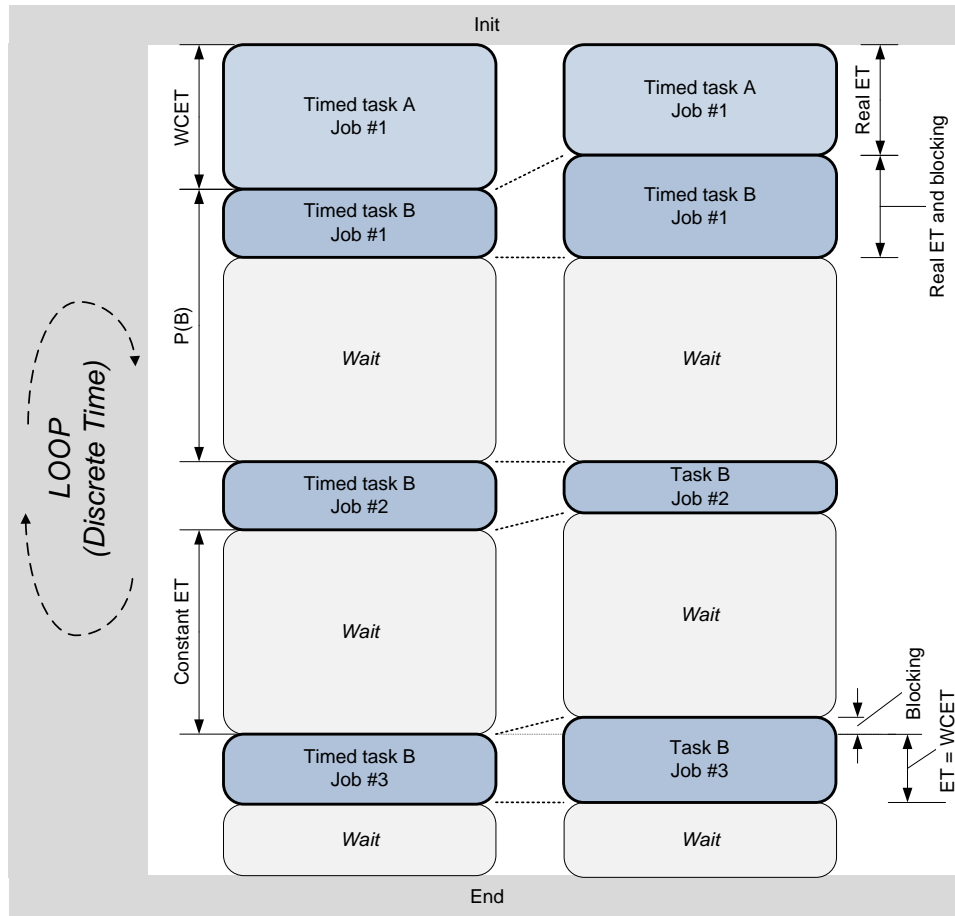 Init
WCET
Timed task A
Job #1
Timed task A
Job #1
Real ET
Timed task B
Job #1
Timed task B
Job #1
Real ET and blocking
P(B)
Wait
Wait
LOOP
(Discrete Time)
Timed task B
Job #2
Task B
Job #2
Constant ET
Wait
Wait
Blocking
Timed task B
Job #3
Task B
Job #3
ET = WCET
Wait
Wait
End